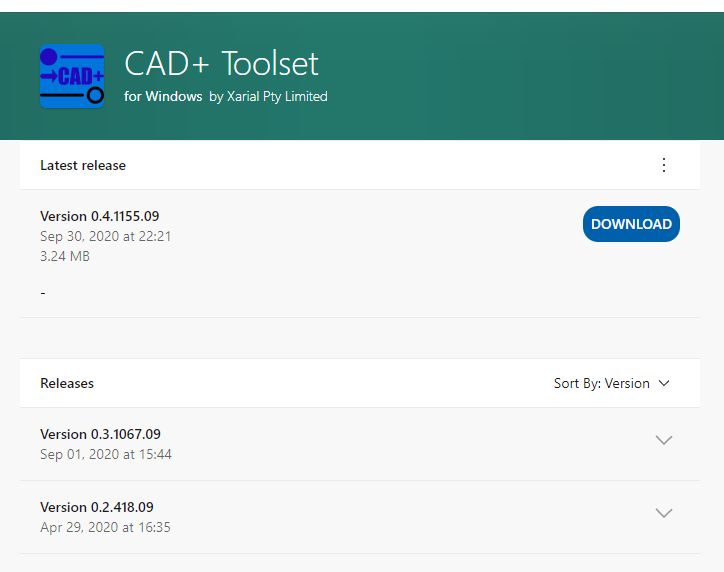 CAD+
CAD+ Toolset
for Windows by Xarial Pty Limited
Latest release
Version 0.4.1155.09
Sep 30, 2020 at 22:21
3.24 MB
DOWNLOAD
-
Releases
Sort By: Version
Version 0.3.1067.09
Sep 01, 2020 at 15:44
Version 0.2.418.09
Apr 29, 2020 at 16:35